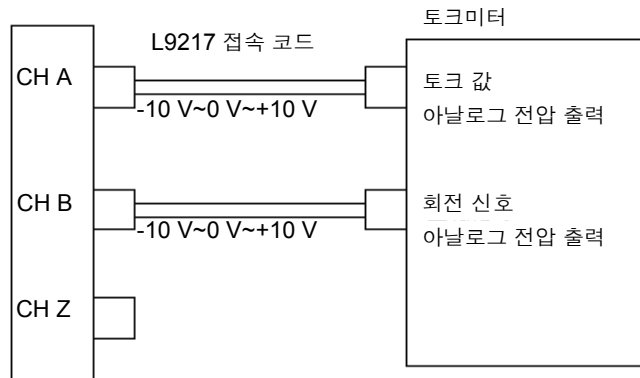 토크미터
L9217 접속 코드
CH A
토크 값
-10 V~0 V~+10 V
아날로그 전압 출력
CH B
회전 신호
-10 V~0 V~+10 V
아날로그 전압 출력
CH Z